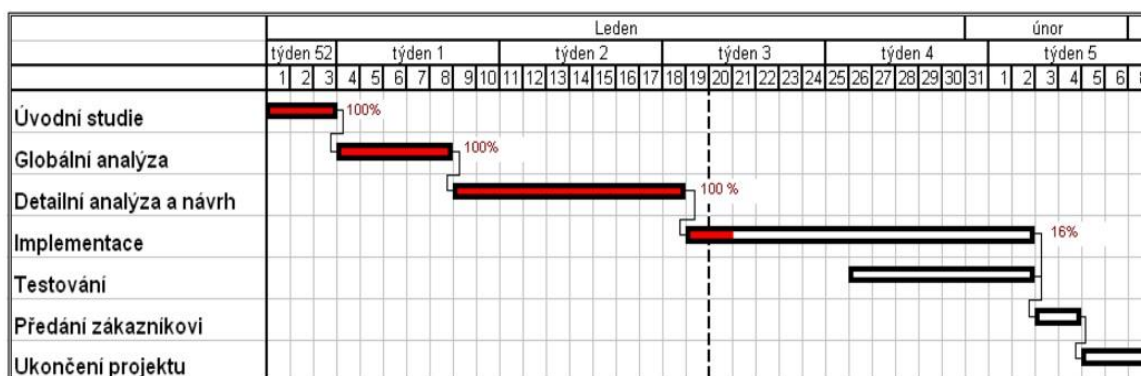 Leden únor
týden 52 týden 1 týden 2 týden 3 týden 4 týden 5
1 2 3 4 5 6 7 8 9 10 11 12 13 14 15 16 17 18 19 20 21 22 23 24 25 26 27 28 29 30 31 1 2 3 4 5 6
Úvodní studie 100%
Globální analýza 100%
Detailní analýza a návrh 100 %
Implementace 16%
Testování
Předání zákazníkovi
Ukončení projektu